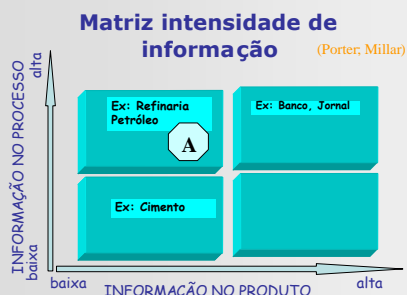 Matriz intensidade de
informação
(Porter; Millar)
INFORMAÇÃO NO PROCESSO
alta
baixa
Ex: Refinaria
Petróleo
A
Ex: Banco, Jornal
Ex: Cimento
baixa
alta
INFORMAÇÃO NO PRODUTO